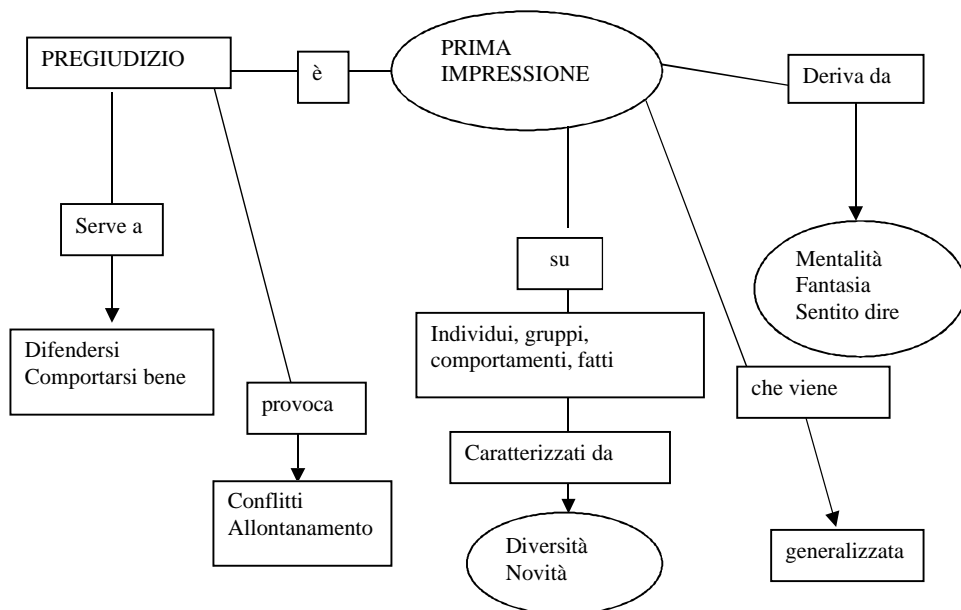 PREGIUDIZIO
è
PRIMA
IMPRESSIONE
Deriva da
Serve a
su
Mentalità
Fantasia
Sentito dire
Difendersi
Comportarsi bene
Individui, gruppi,
comportamenti, fatti
provoca
che viene
Caratterizzati da
Conflitti
Allontanamento
Diversità
Novità
generalizzata